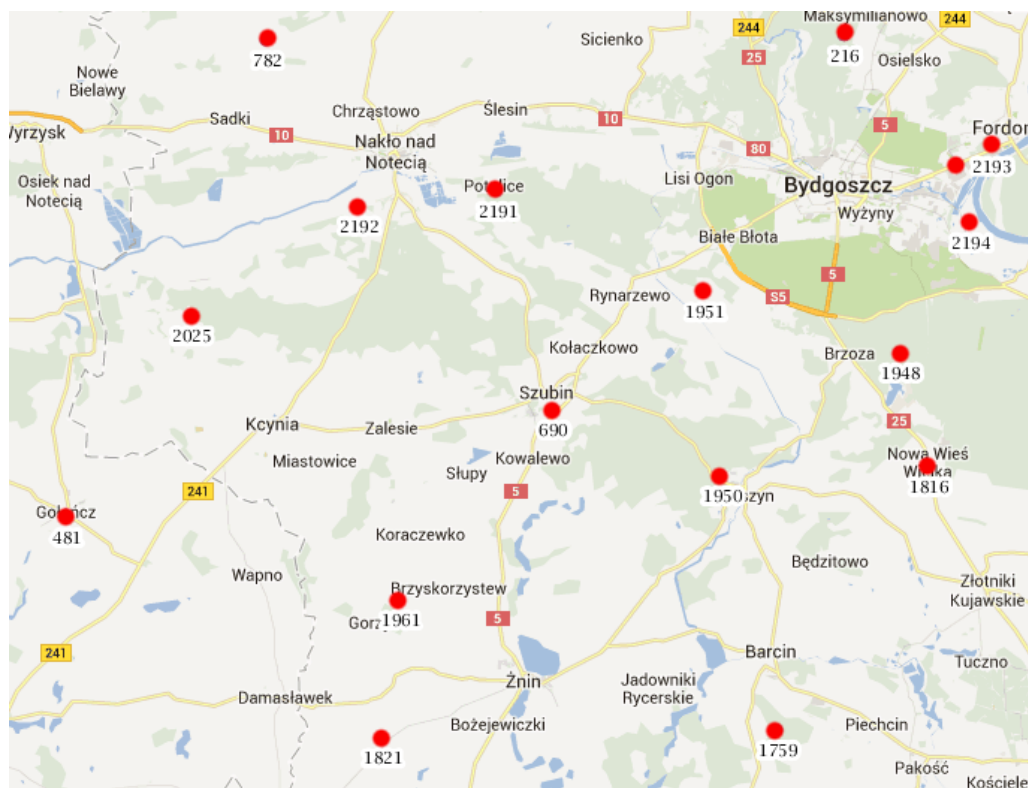 Maksymilianowo
244
244
Sicienko
25
216
Osielsko
782
Nowe
Bielawy
Chrząstowo
Ślesin
Sadki
10
10
5
Wyrzysk
Nakło nad
Notecią
80
Fordon
2193
Osiek nad
Notecią
Lisi Ogon
Bydgoszcz
2191
2192
Wyżyny
2194
Białe Błota
5
Rynarzewo
S5
1951
2025
Kołaczkowo
Brzoza
1948
Szubin
690
25
Kcynia
Zalesie
Miastowice
Słupy
Kowalewo
Nowa Wieś
1816
241
5
1950
481
Koraczewko
Będzitowo
Wapno
Brzyskorzystew
1961
Złotniki
Kujawskie
5
241
Barcin
Tuczno
Żnin
Jadowniki
Rycerskie
Damasławek
Bożejewiczki
Piechcin
1821
1759
Pakość